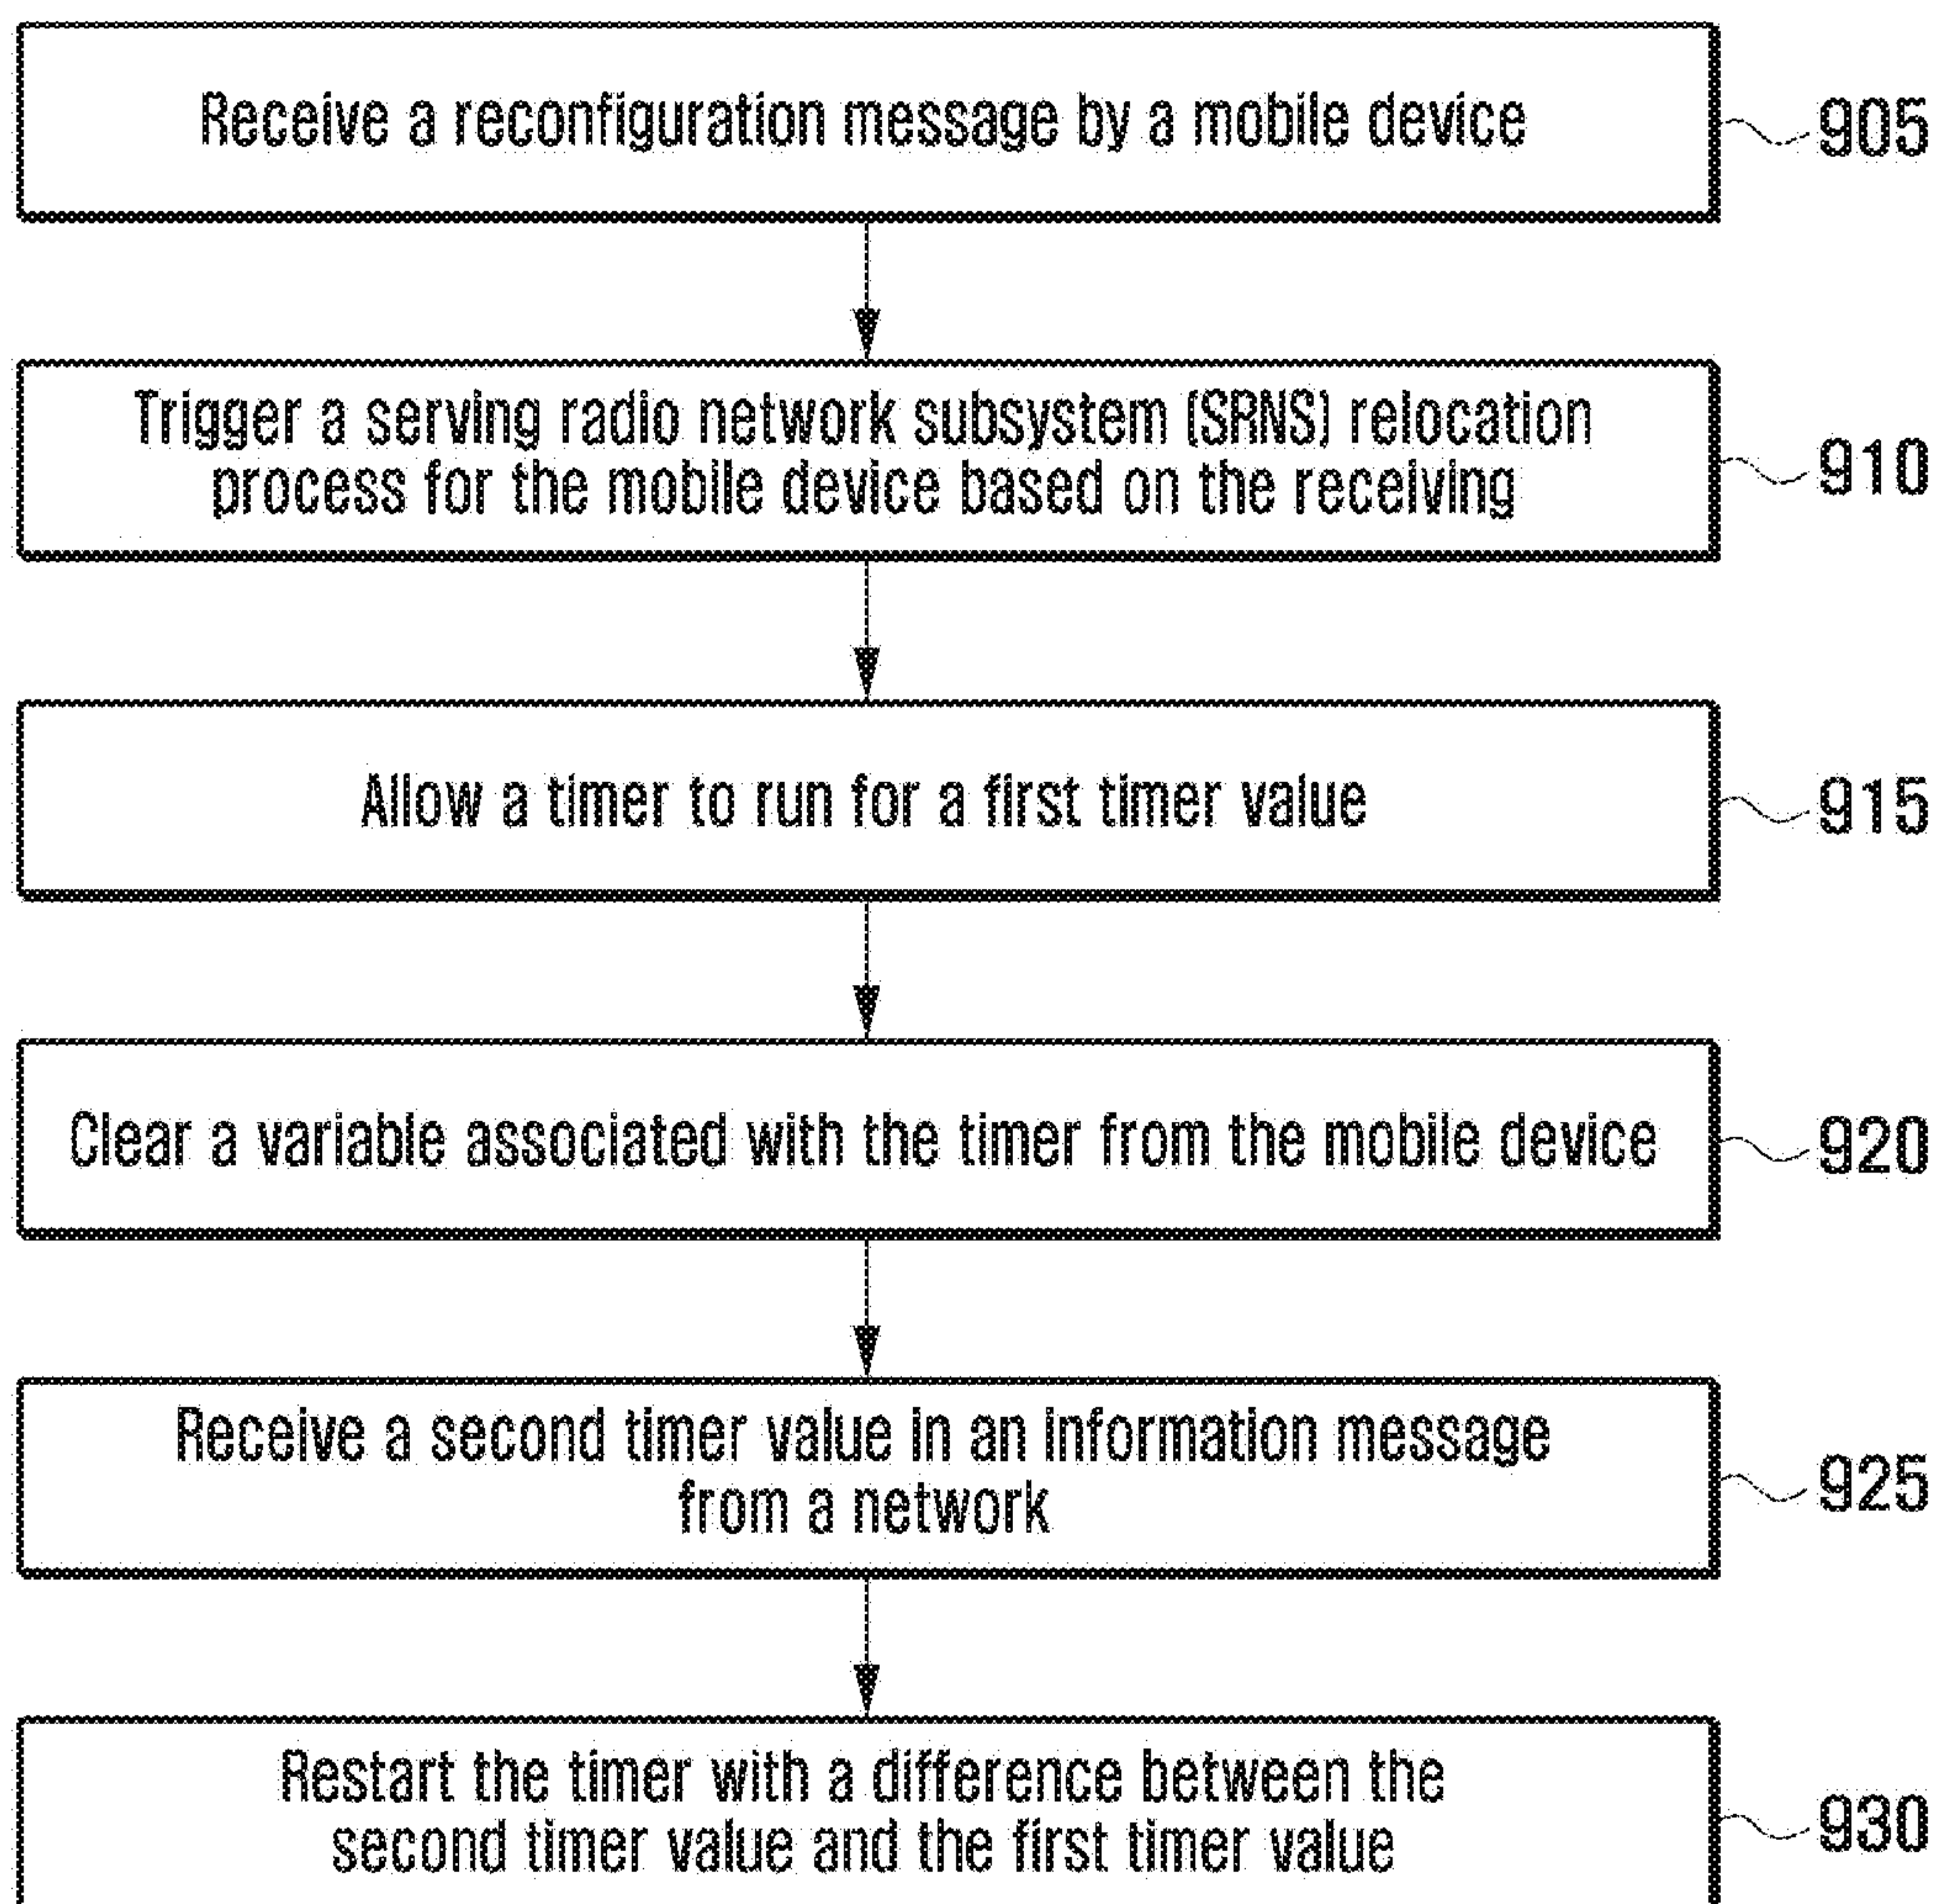 Receive a reconfiguration message by a mobile device
905
Trigger a serving radio network subsystem (SRNS) relocation
process for the mobile device based on the receiving
910
Allow a timer to run for a first timer value
915
Clear a variable associated with the timer from the mobile device
920
Receive a second timer value in an information message
from a network
925
Restart the timer with a difference between the
second timer value and the first timer value
930